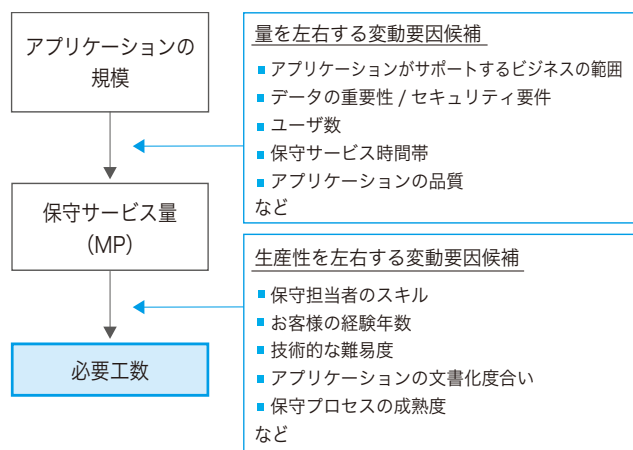 アプリケーションの
規模
量を左右する変動要因候補
アプリケーションがサポートするビジネスの範囲
データの重要性 / セキュリティ要件
ユーザ数
保守サービス時間帯
アプリケーションの品質
など
保守サービス量
(MP)
生産性を左右する変動要因候補
保守担当者のスキル
お客様の経験年数
技術的な難易度
アプリケーションの文書化度合い
保守プロセスの成熟度
など
必要工数